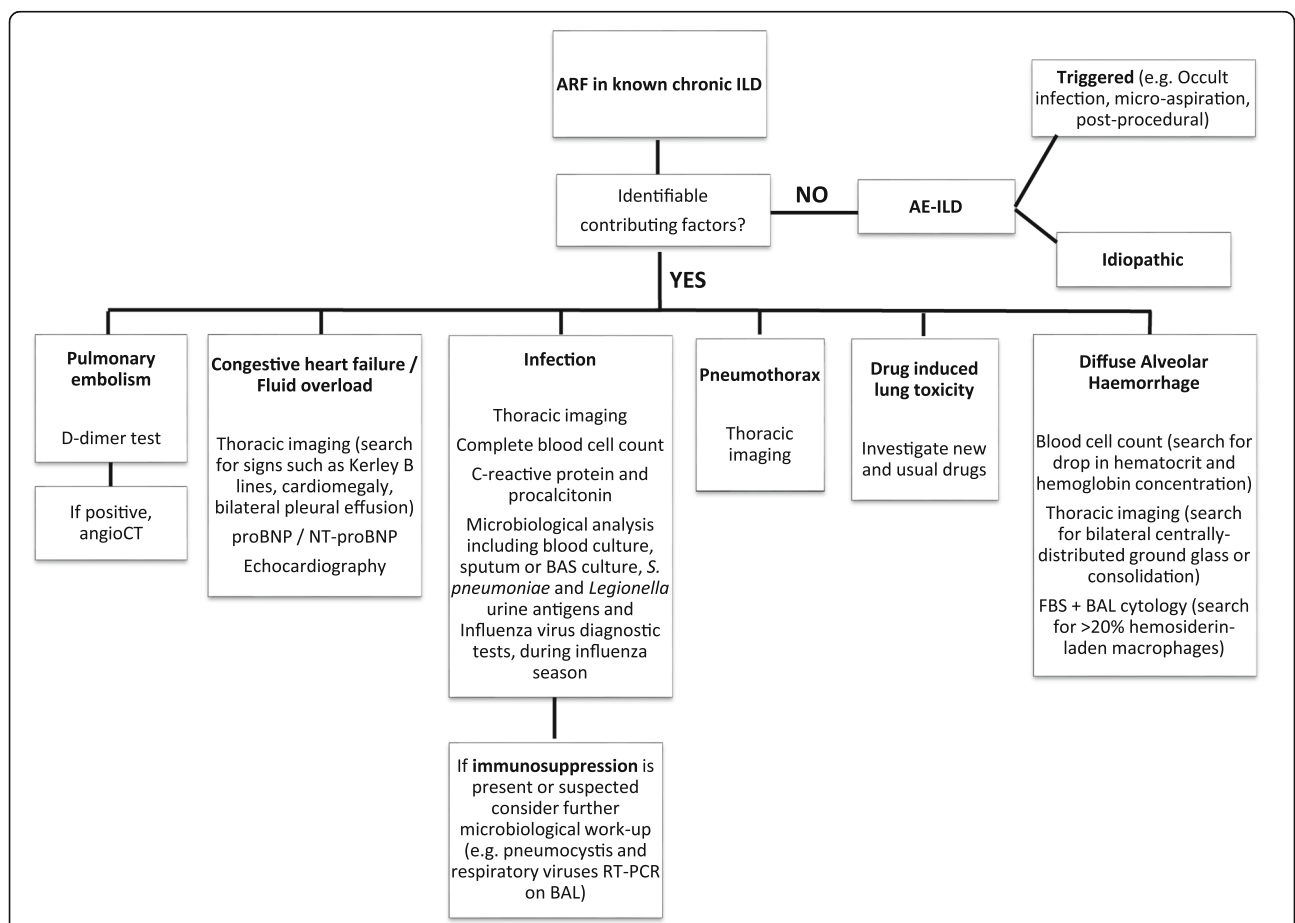 ARF in known chronic ILD
Triggered (e.g. Occult
infection, micro-aspiration,
post-procedural)
Identifiable
contributing factors?
NO
AE-ILD
Idiopathic
YES
Pulmonary
embolism
D-dimer test
If positive,
angioCT
Congestive heart failure /
Fluid overload
Thoracic imaging (search
for signs such as Kerley B
lines, cardiomegaly,
bilateral pleural effusion)
proBNP / NT-proBNP
Echocardiography
Infection
Thoracic imaging
Complete blood cell count
C-reactive protein and
procalcitonin
Microbiological analysis
including blood culture,
sputum or BAS culture, S.
pneumoniae and Legionella
urine antigens and
Influenza virus diagnostic
tests, during influenza
season
If immunosuppression is
present or suspected
consider further
microbiological work-up
(e.g. pneumocystis and
respiratory viruses RT-PCR
on BAL)
Pneumothorax
Thoracic
imaging
Drug induced
lung toxicity
Investigate new
and usual drugs
Diffuse Alveolar
Haemorrhage
Blood cell count (search for
drop in hematocrit and
hemoglobin concentration)
Thoracic imaging (search
for bilateral centrally-
distributed ground glass or
consolidation)
FBS + BAL cytology (search
for >20% hemosiderin-
laden macrophages)